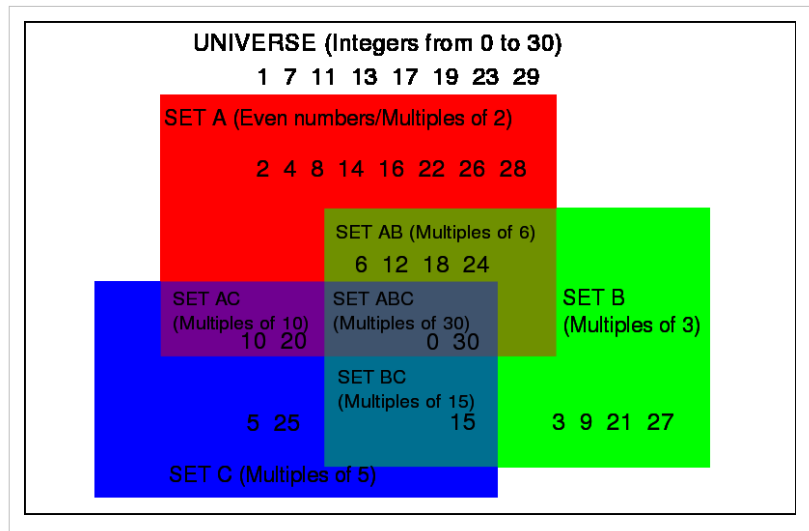 UNIVERSE (Integers from 0 to 30)
1 7 11 13 17 19 23 29
SET A (Even numbers/Multiples of 2)
2 4 8 14 16 22 26 28
SET AB (Multiples of 6)
6 12 18 24
SET AC
(Multiples of 10)
10 20
SET ABC
(Multiples of 30)
0 30
SET B
(Multiples of 3)
SET BC
(Multiples of 15)
15
5 25
3 9 21 27
SET C (Multiples of 5)